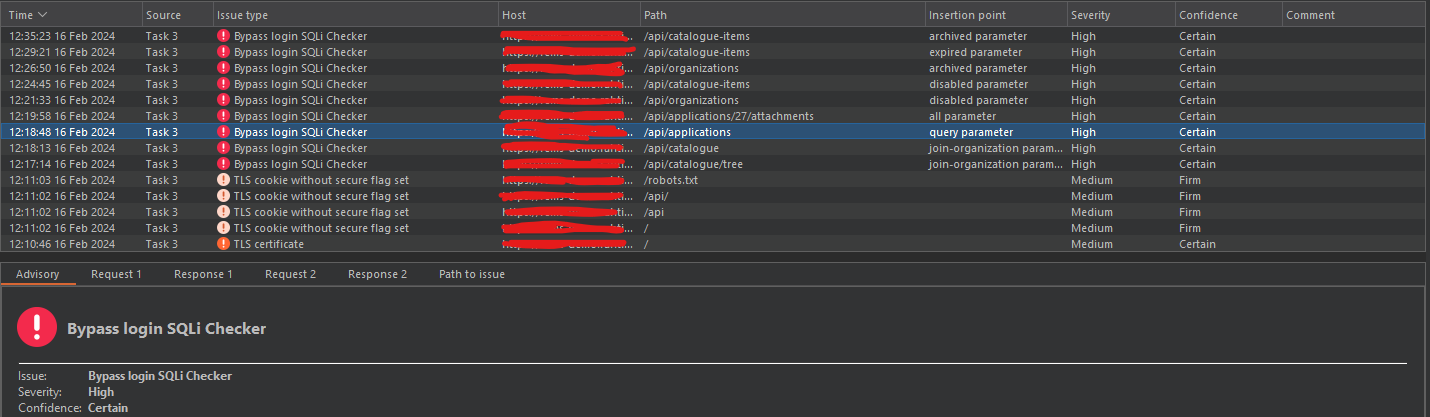 Time Source Issue type Host Path Insertion point Severity Confidence Comment
12:35:23 16 Feb 2024 Task 3 Bypass login SQLi Checker /api/catalogue-items archived parameter High Certain
12:29:21 16 Feb 2024 Task 3 Bypass login SQLi Checker /api/catalogue-items expired parameter High Certain
12:26:50 16 Feb 2024 Task 3 Bypass login SQLi Checker /api/organizations archived parameter High Certain
12:24:45 16 Feb 2024 Task 3 Bypass login SQLi Checker /api/catalogue-items disabled parameter High Certain
12:21:33 16 Feb 2024 Task 3 Bypass login SQLi Checker /api/organizations disabled parameter High Certain
12:19:58 16 Feb 2024 Task 3 Bypass login SQLi Checker /api/applications/27/attachments all parameter High Certain
12:18:48 16 Feb 2024 Task 3 Bypass login SQLi Checker /api/applications query parameter High Certain
12:18:13 16 Feb 2024 Task 3 Bypass login SQLi Checker /api/catalogue join-organization param... High Certain
12:17:14 16 Feb 2024 Task 3 Bypass login SQLi Checker /api/catalogue/tree join-organization param... High Certain
12:11:03 16 Feb 2024 Task 3 TLS cookie without secure flag set /robots.txt Medium Firm
12:11:02 16 Feb 2024 Task 3 TLS cookie without secure flag set /api/ Medium Firm
12:11:02 16 Feb 2024 Task 3 TLS cookie without secure flag set /api Medium Firm
12:11:02 16 Feb 2024 Task 3 TLS cookie without secure flag set / Medium Firm
12:10:46 16 Feb 2024 Task 3 TLS certificate / Medium Certain
Advisory Request 1 Response 1 Request 2 Response 2 Path to issue
Bypass login SQLi Checker
Issue: Bypass login SQLi Checker
Severity: High
Confidence: Certain